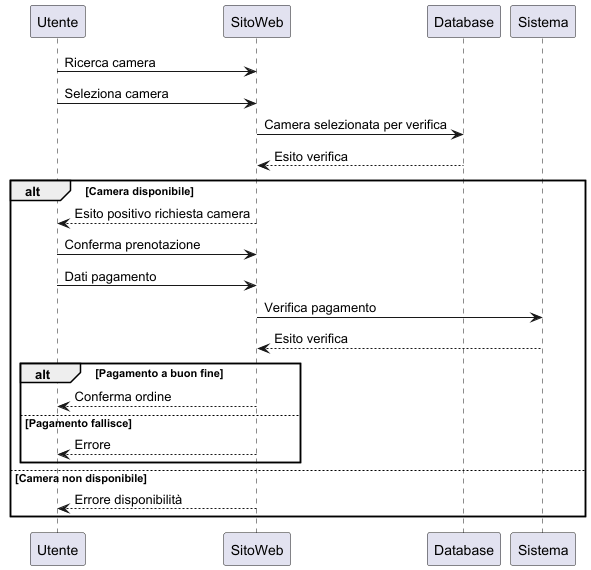 Utente SitoWeb Database Sistema
Ricerca camera
Seleziona camera
Camera selezionata per verifica
Esito verifica
alt [Camera disponibile]
Esito positivo richiesta camera
Conferma prenotazione
Dati pagamento
Verifica pagamento
Esito verifica
alt [Pagamento a buon fine]
Conferma ordine
[Pagamento fallisce]
Errore
[Camera non disponibile]
Errore disponibilità
Utente SitoWeb Database Sistema